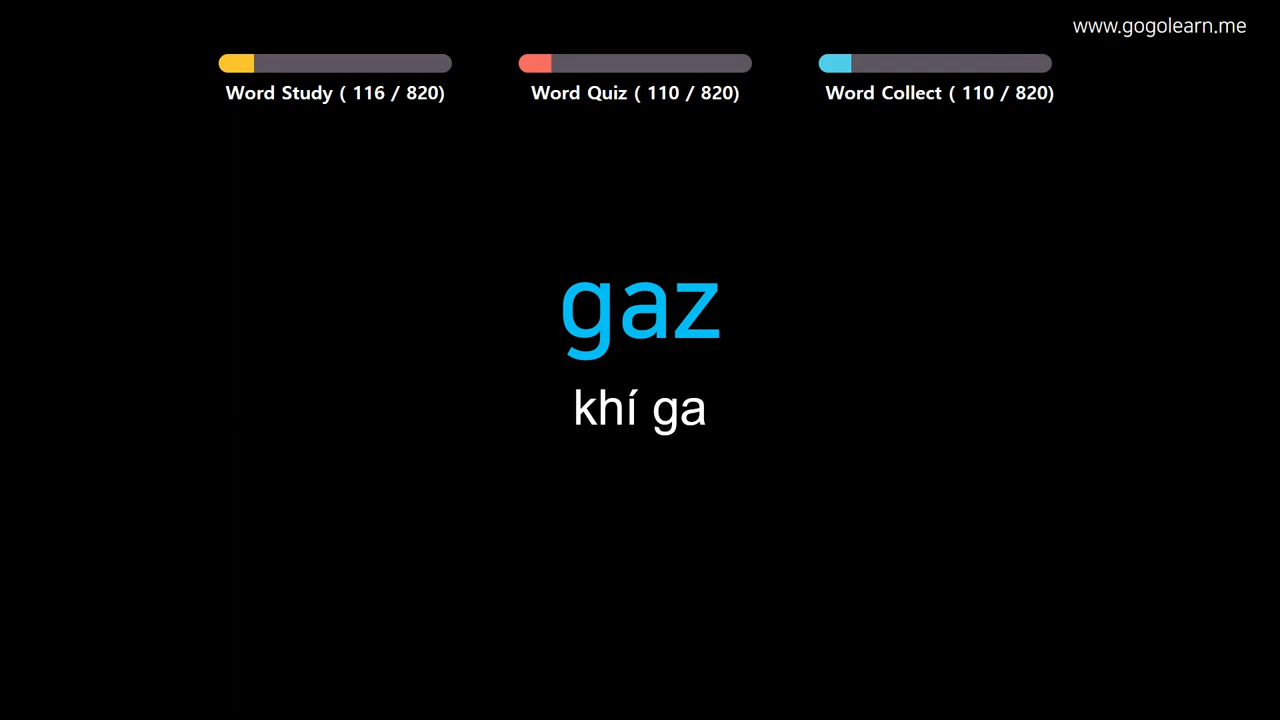 www.gogolearn.me
Word Study ( 116 / 820)
Word Quiz ( 110 / 820)
Word Collect ( 110 / 820)
gaz
khí ga